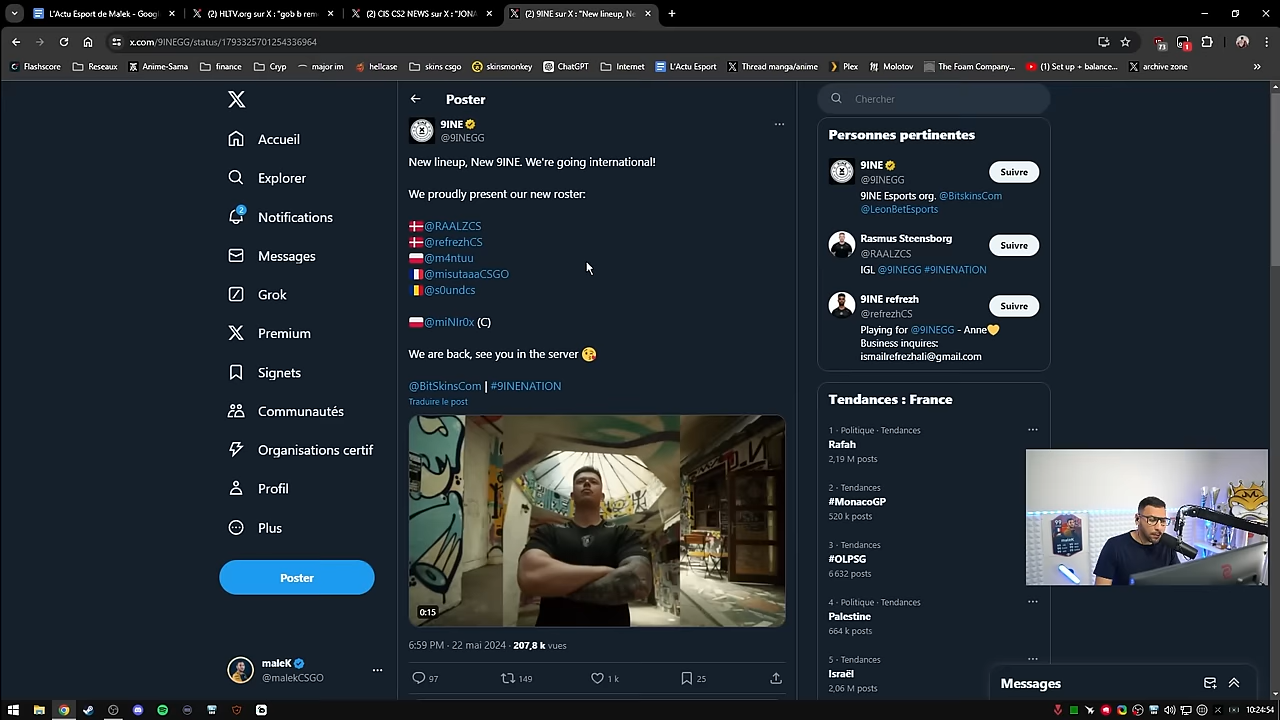 L'Actu Esport de Malek - Googl
(2) HLTV.org sur X : "gob b rem
(2) CIS CS2 NEWS sur X : "JONA
(2) 9INE sur X : "New lineup, Ne
x.com/9INEGG/status/1793325701254336964
Flashscore
Reseaux
Anime-Sama
finance
Cryp
major im
hellcase
skins csgo
skinsmonkey
ChatGPT
Internet
L'Actu Esport
Thread manga/anime
Plex
Molotov
The Foam Company...
(1) Set up + balance...
archive zone
Accueil
Explorer
2
Notifications
Messages
Grok
Premium
Signets
Communautés
Organisations certif
Profil
Plus
Poster
maleK
@malekCSGO
Poster
9INE
@9INEGG
New lineup, New 9INE. We're going international!
We proudly present our new roster:
@RAALZCS
@refrezhCS
@m4ntuu
@misutaaaCSGO
@s0undcs
@miNIr0x (C)
We are back, see you in the server 😘
@BitSkinsCom | #9INENATION
Traduire le post
0:15
6:59 PM · 22 mai 2024 · 207,8 k vues
97
149
1 k
25
Chercher
Personnes pertinentes
9INE
@9INEGG
Suivre
9INE Esports org. @BitskinsCom
@LeonBetEsports
Rasmus Steensborg
@RAALZCS
Suivre
IGL @9INEGG #9INENATION
9INE refrezh
@refrezhCS
Suivre
Playing for @9INEGG - Anne💛
Business inquires:
ismailrefrezhali@gmail.com
Tendances : France
1 · Politique · Tendances
Rafah
2,19 M posts
2 · Tendances
#MonacoGP
520 k posts
3 · Tendances
#OLPSG
6 632 posts
4 · Politique · Tendances
Palestine
664 k posts
5 · Tendances
Israël
2,06 M posts
Messages
10:24:54